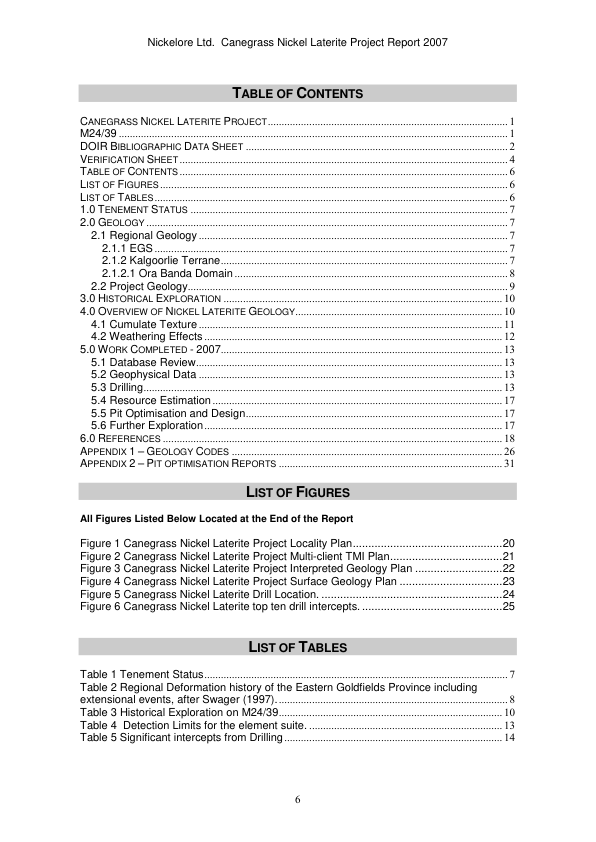 Nickelore Ltd.  Canegrass Nickel Laterite Project Report 2007
TABLE OF CONTENTS
CANEGRASS NICKEL LATERITE PROJECT........................................................................................ 1
M24/39 ............................................................................................................................................ 1
DOIR BIBLIOGRAPHIC DATA SHEET ............................................................................................... 2
VERIFICATION SHEET...................................................................................................................... 4
TABLE OF CONTENTS...................................................................................................................... 6
LIST OF FIGURES............................................................................................................................. 6
LIST OF TABLES............................................................................................................................... 6
1.0 TENEMENT STATUS ................................................................................................................... 7
2.0 GEOLOGY .................................................................................................................................. 7
2.1 Regional Geology..................................................................................................................... 7
2.1.1 EGS...................................................................................................................................... 7
2.1.2 Kalgoorlie Terrane................................................................................................................ 7
2.1.2.1 Ora Banda Domain............................................................................................................ 8
2.2 Project Geology........................................................................................................................ 9
3.0 HISTORICAL EXPLORATION ..................................................................................................... 10
4.0 OVERVIEW OF NICKEL LATERITE GEOLOGY........................................................................... 10
4.1 Cumulate Texture .................................................................................................................. 11
4.2 Weathering Effects ................................................................................................................ 12
5.0 WORK COMPLETED - 2007...................................................................................................... 13
5.1 Database Review................................................................................................................... 13
5.2 Geophysical Data .................................................................................................................. 13
5.3 Drilling.................................................................................................................................... 13
5.4 Resource Estimation ............................................................................................................. 17
5.5 Pit Optimisation and Design................................................................................................... 17
5.6 Further Exploration................................................................................................................ 17
6.0 REFERENCES .......................................................................................................................... 18
APPENDIX 1 – GEOLOGY CODES .................................................................................................. 26
APPENDIX 2 – PIT OPTIMISATION REPORTS ................................................................................. 31
LIST OF FIGURES
All Figures Listed Below Located at the End of the Report
Figure 1 Canegrass Nickel Laterite Project Locality Plan..............................................20
Figure 2 Canegrass Nickel Laterite Project Multi-client TMI Plan..................................21
Figure 3 Canegrass Nickel Laterite Project Interpreted Geology Plan ..........................22
Figure 4 Canegrass Nickel Laterite Project Surface Geology Plan ...............................23
Figure 5 Canegrass Nickel Laterite Drill Location. ........................................................24
Figure 6 Canegrass Nickel Laterite top ten drill intercepts. ...........................................25
LIST OF TABLES
Table 1 Tenement Status............................................................................................................. 7
Table 2 Regional Deformation history of the Eastern Goldfields Province including
extensional events, after Swager (1997). .................................................................................... 8
Table 3 Historical Exploration on M24/39.................................................................................. 10
Table 4  Detection Limits for the element suite. ........................................................................ 13
Table 5 Significant intercepts from Drilling................................................................................ 14
6